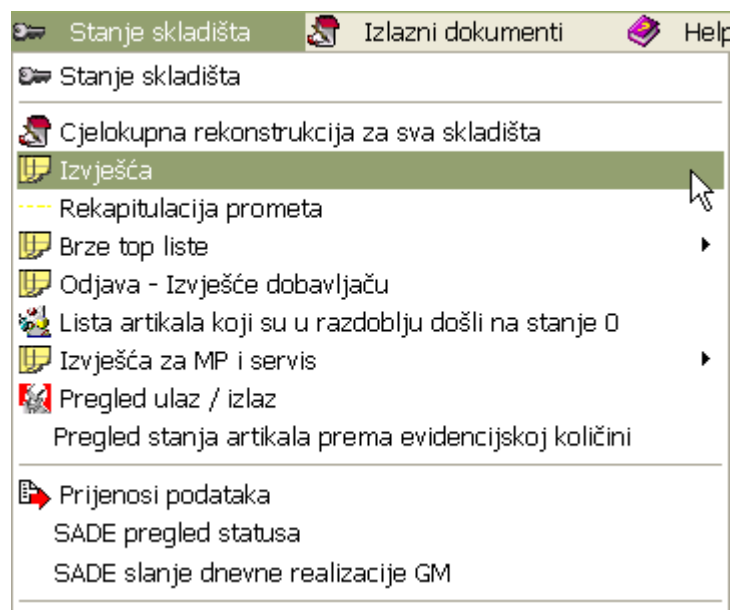 Stanje skladišta Izlazni dokumenti Help
Stanje skladišta
Cjelokupna rekonstrukcija za sva skladišta
Izvješća
Rekapitulacija prometa
Brze top liste
Odjava - Izvješće dobavljaču
Lista artikala koji su u razdoblju došli na stanje 0
Izvješća za MP i servis
Pregled ulaz / izlaz
Pregled stanja artikala prema evidencijskoj količini
Prijenosi podataka
SADE pregled statusa
SADE slanje dnevne realizacije GM